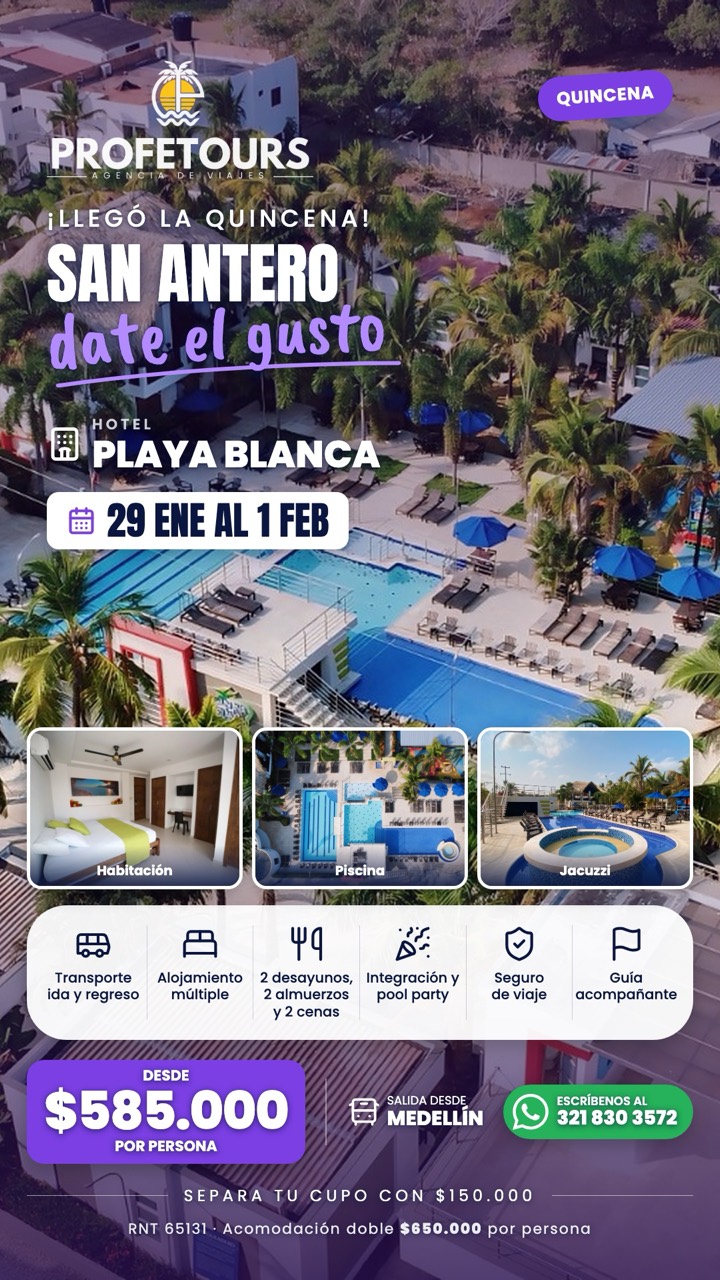 QUINCENA
PROFETOURS
AGENCIA DE VIAJES
¡LLEGÓ LA QUINCENA!
SAN ANTERO
date el gusto
HOTEL
PLAYA BLANCA
29 ENE AL 1 FEB
Habitación
Piscina
Jacuzzi
Transporte
ida y regreso
Alojamiento
múltiple
2 desayunos,
2 almuerzos
y 2 cenas
Integración y
pool party
Seguro
de viaje
Guía
acompañante
DESDE
$585.000
POR PERSONA
SALIDA DESDE
MEDELLÍN
ESCRÍBENOS AL
321 830 3572
SEPARA TU CUPO CON $150.000
RNT 65131 · Acomodación doble $650.000 por persona